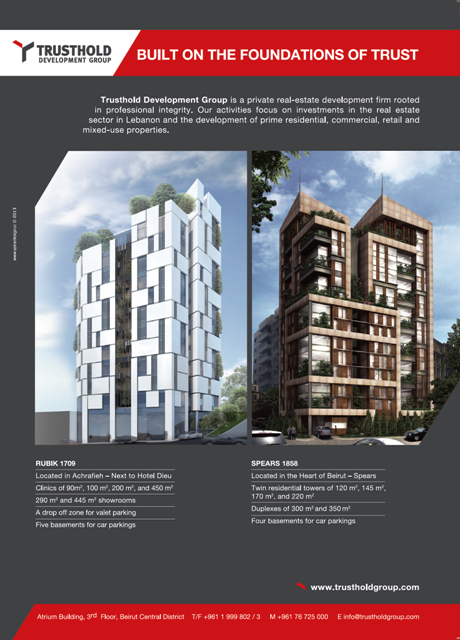 TRUSTHOLD
DEVELOPMENT GROUP
BUILT ON THE FOUNDATIONS OF TRUST
Trusthold Development Group is a private real-estate development firm rooted
in professional integrity. Our activities focus on investments in the real estate
sector in Lebanon and the development of prime residential, commercial, retail and
mixed-use properties.
RUBIK 1709
Located in Achrafieh – Next to Hotel Dieu
Clinics of 90m², 100 m², 200 m², and 450 m²
290 m² and 445 m² showrooms
A drop off zone for valet parking
Five basements for car parkings
SPEARS 1858
Located in the Heart of Beirut – Spears
Twin residential towers of 120 m², 145 m²,
170 m², and 220 m²
Duplexes of 300 m² and 350 m²
Four basements for car parkings
www.trustholdgroup.com
Atrium Building, 3rd Floor, Beirut Central District T/F +961 1 999 802 / 3 M +961 76 725 000 E info@trustholdgroup.com